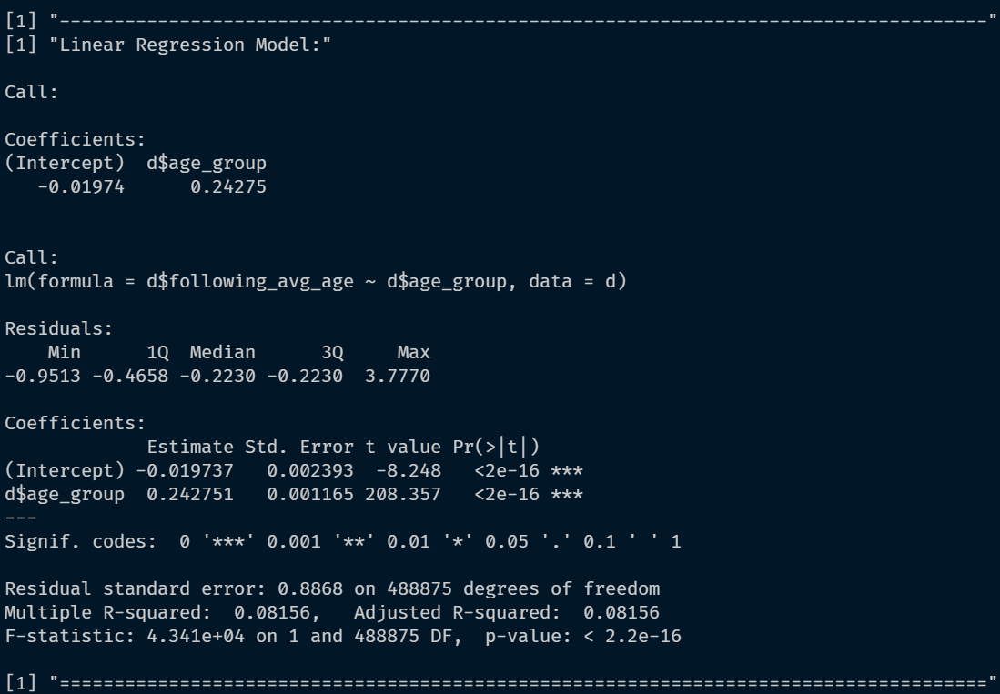 [1] "-------------------------------------------------------------------------------------"
[1] "Linear Regression Model:"
Call:
Coefficients:
(Intercept)  d$age_group
   -0.01974      0.24275
Call:
lm(formula = d$following_avg_age ~ d$age_group, data = d)
Residuals:
    Min      1Q  Median      3Q     Max
-0.9513 -0.4658 -0.2230 -0.2230  3.7770
Coefficients:
             Estimate Std. Error t value Pr(>|t|)
(Intercept) -0.019737   0.002393  -8.248   <2e-16 ***
d$age_group  0.242751   0.001165 208.357   <2e-16 ***
---
Signif. codes:  0 '***' 0.001 '**' 0.01 '*' 0.05 '.' 0.1 ' ' 1
Residual standard error: 0.8868 on 488875 degrees of freedom
Multiple R-squared:  0.08156,   Adjusted R-squared:  0.08156
F-statistic: 4.341e+04 on 1 and 488875 DF,  p-value: < 2.2e-16
[1] "====================================================================================="